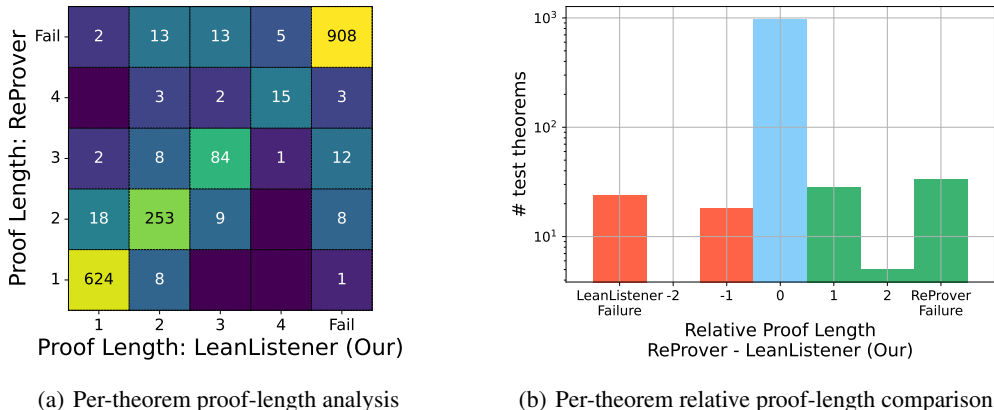 Proof Length: ReProver
Fail 2 13 13 5 908
4 3 2 15 3
3 2 8 84 1 12
2 18 253 9 8
1 624 8 1
1 2 3 4 Fail
Proof Length: LeanListener (Our)
(a) Per-theorem proof-length analysis
# test theorems
10³
10²
10¹
LeanListener -2 -1 0 1 2 ReProver
Failure Failure
Relative Proof Length
ReProver - LeanListener (Our)
(b) Per-theorem relative proof-length comparison